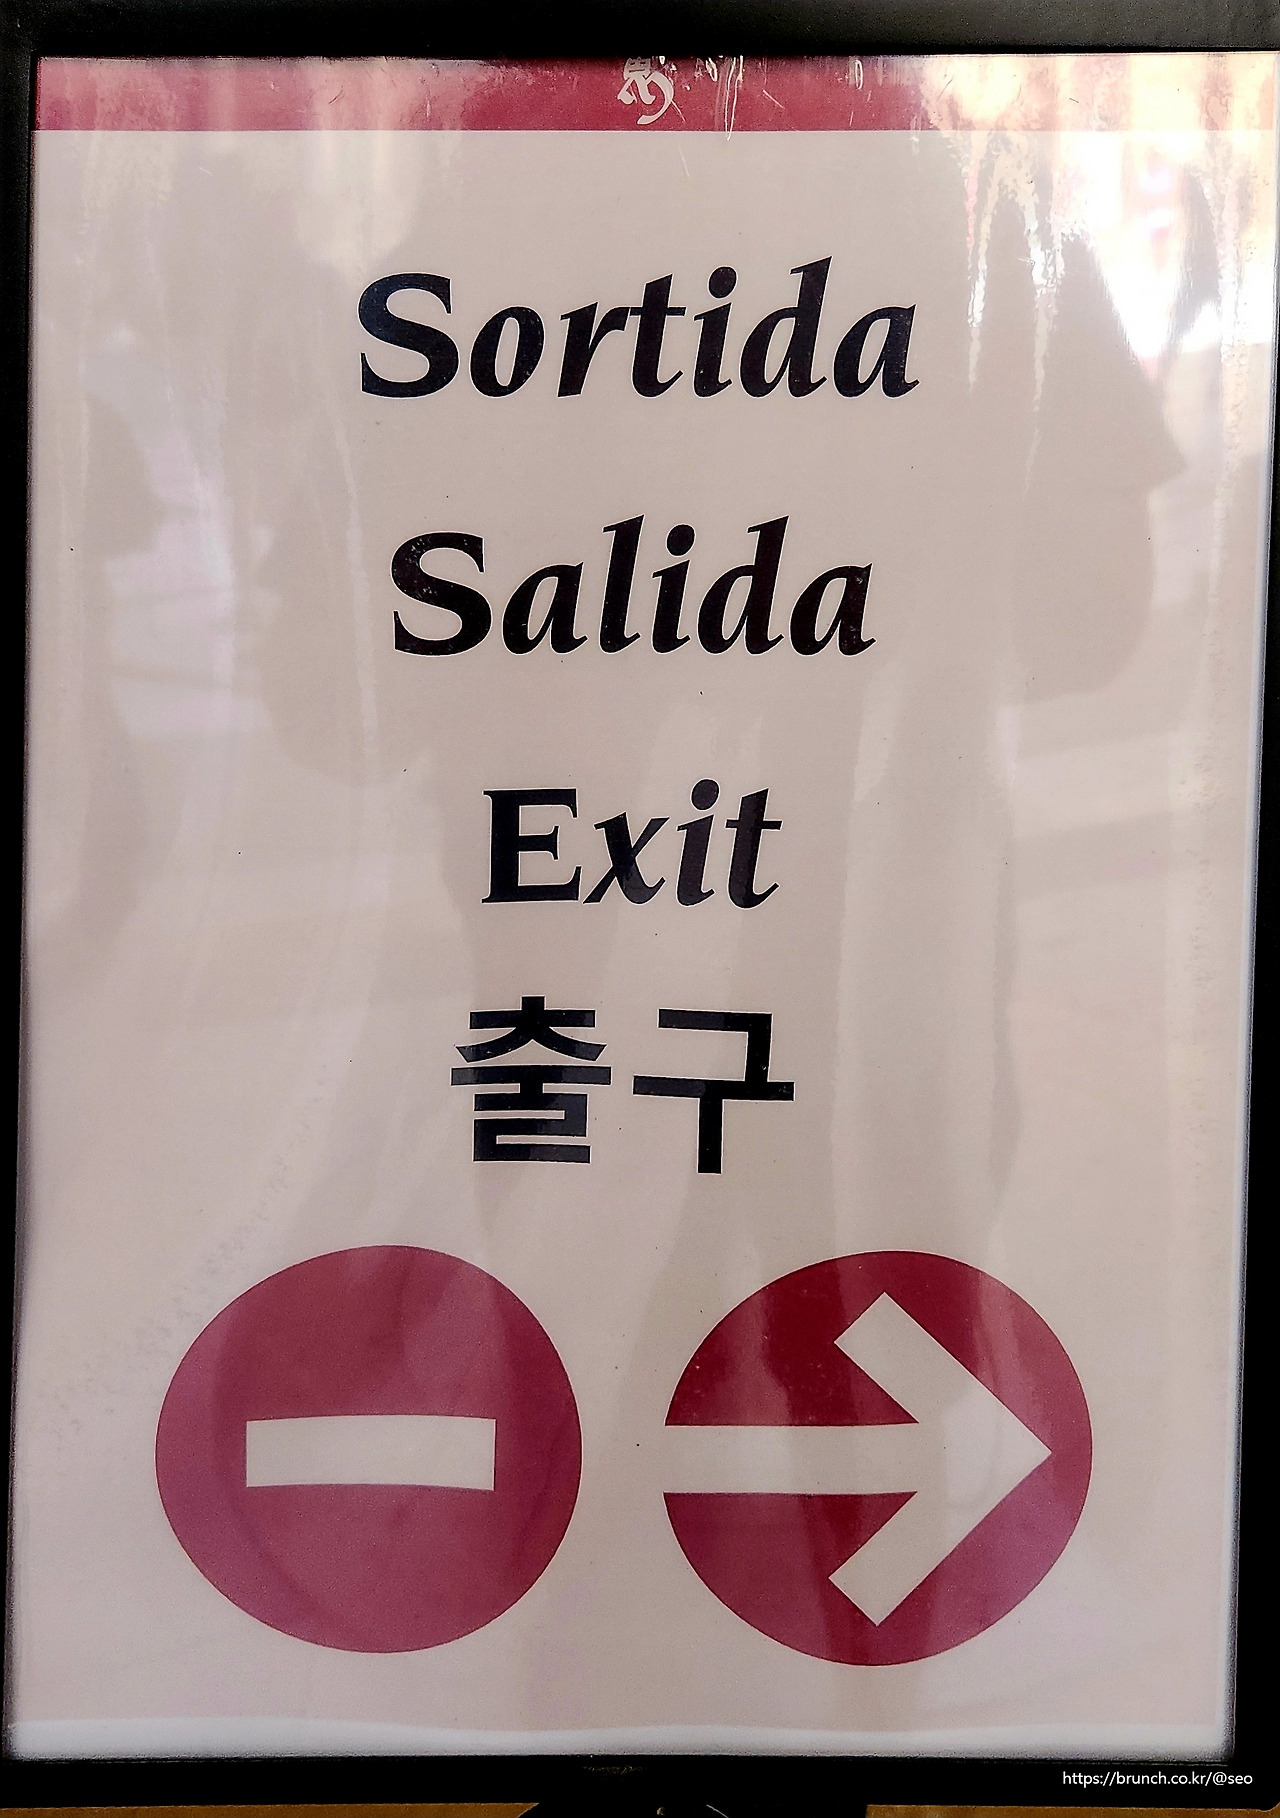 Sortida
Salida
Exit
출구
https://brunch.co.kr/@seo